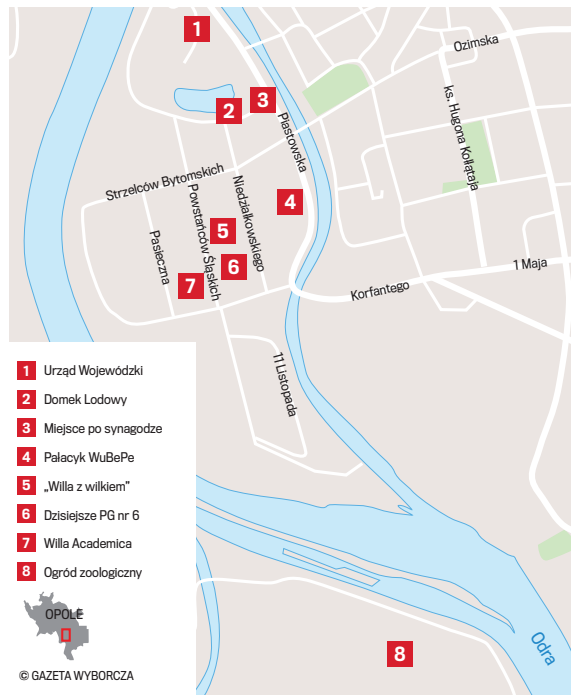 1
Ozimska
2
3
Piastowska
ks. Hugona Kołłątaja
Strzelców Bytomskich
Niedziałkowskiego
Powstańców Śląskich
Pasieczna
4
5
6
7
1 Maja
Korfantego
11 Listopada
1 Urząd Wojewódzki
2 Domek Lodowy
3 Miejsce po synagodze
4 Pałacyk WuBePe
5 „Willa z wilkiem”
6 Dzisiejsze PG nr 6
7 Willa Academica
8 Ogród zoologiczny
OPOLE
8
Odra
© GAZETA WYBORCZA